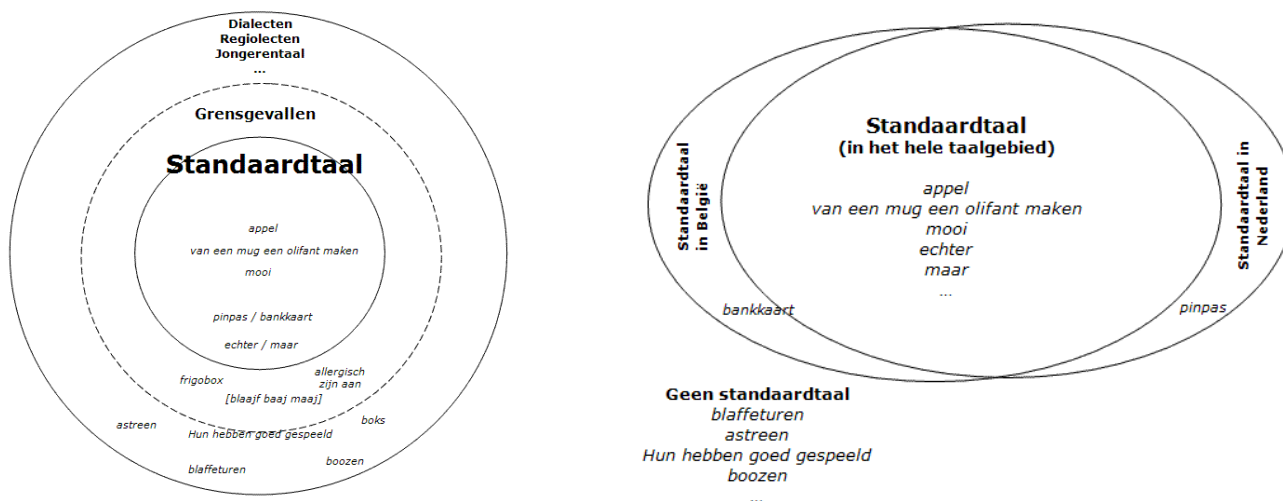 Dialecten
Regiolecten
Jongerentaal
...
Grensgevallen
Standaardtaal
appel
van een mug een olifant maken
mooi
pinpas / bankkaart
echter / maar
frigobox
allergisch
zijn aan
[blaajf baaj maaj]
astreen
boks
Hun hebben goed gespeeld
blaffeturen
boozen
Standaardtaal
(in het hele taalgebied)
Standaardtaal
in België
Standaardtaal in
Nederland
appel
van een mug een olifant maken
mooi
echter
maar
...
bankkaart
pinpas
Geen standaardtaal
blaffeturen
astreen
Hun hebben goed gespeeld
boozen
...